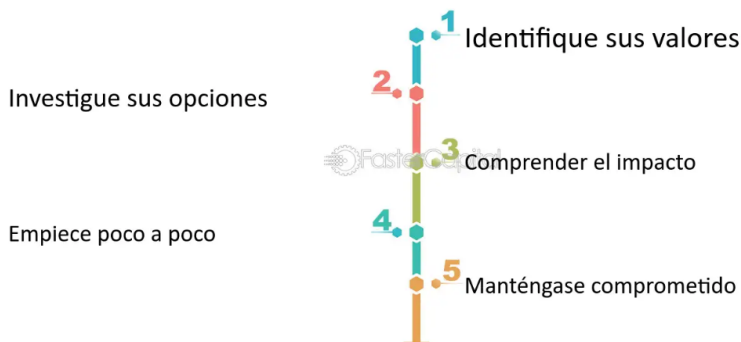 1
Identifique sus valores
2
Investigue sus opciones
3
FasterCapital
Comprender el impacto
4
Empiece poco a poco
5
Manténgase comprometido